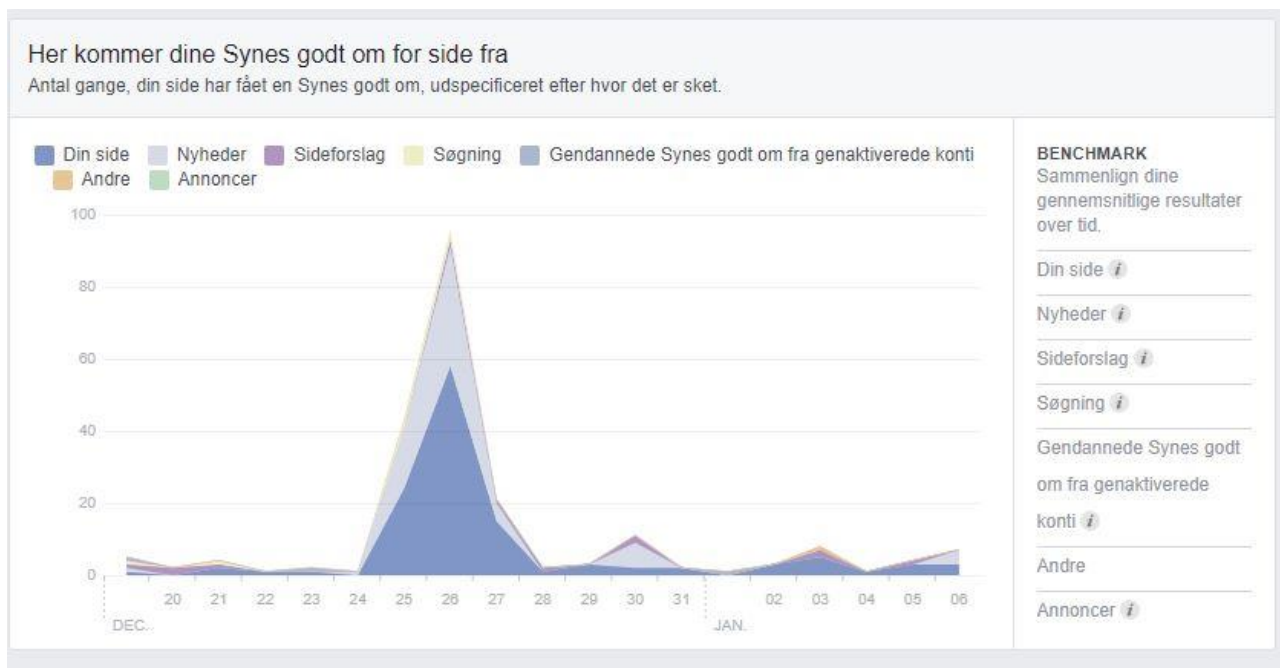 Her kommer dine Synes godt om for side fra
Antal gange, din side har fået en Synes godt om, udspecificeret efter hvor det er sket.
Din side Nyheder Sideforslag Søgning Gendannede Synes godt om fra genaktiverede konti
Andre Annoncer
100
80
60
40
20
0
20 21 22 23 24 25 26 27 28 29 30 31 02 03 04 05 06
DEC. JAN.
BENCHMARK
Sammenlign dine
gennemsnitlige resultater
over tid.
Din side i
Nyheder i
Sideforslag i
Søgning i
Gendannede Synes godt
om fra genaktiverede
konti i
Andre
Annoncer i